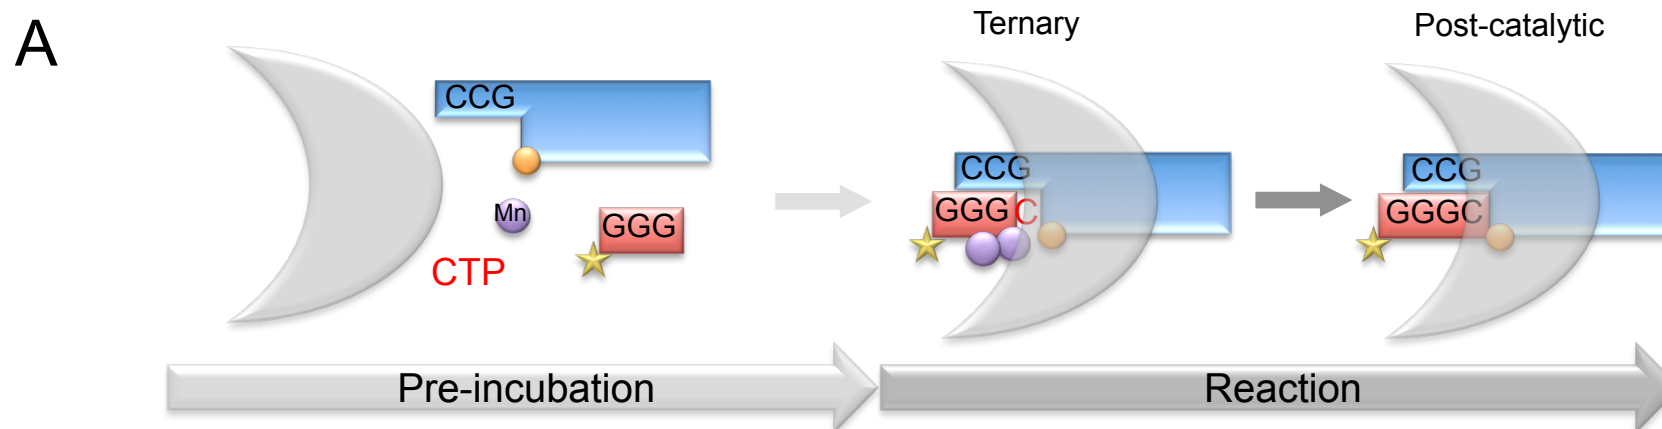 A
Ternary
Post-catalytic
CCG
Mn
GGG
CTP
CCG
GGG C
CCG
GGGC
Pre-incubation
Reaction